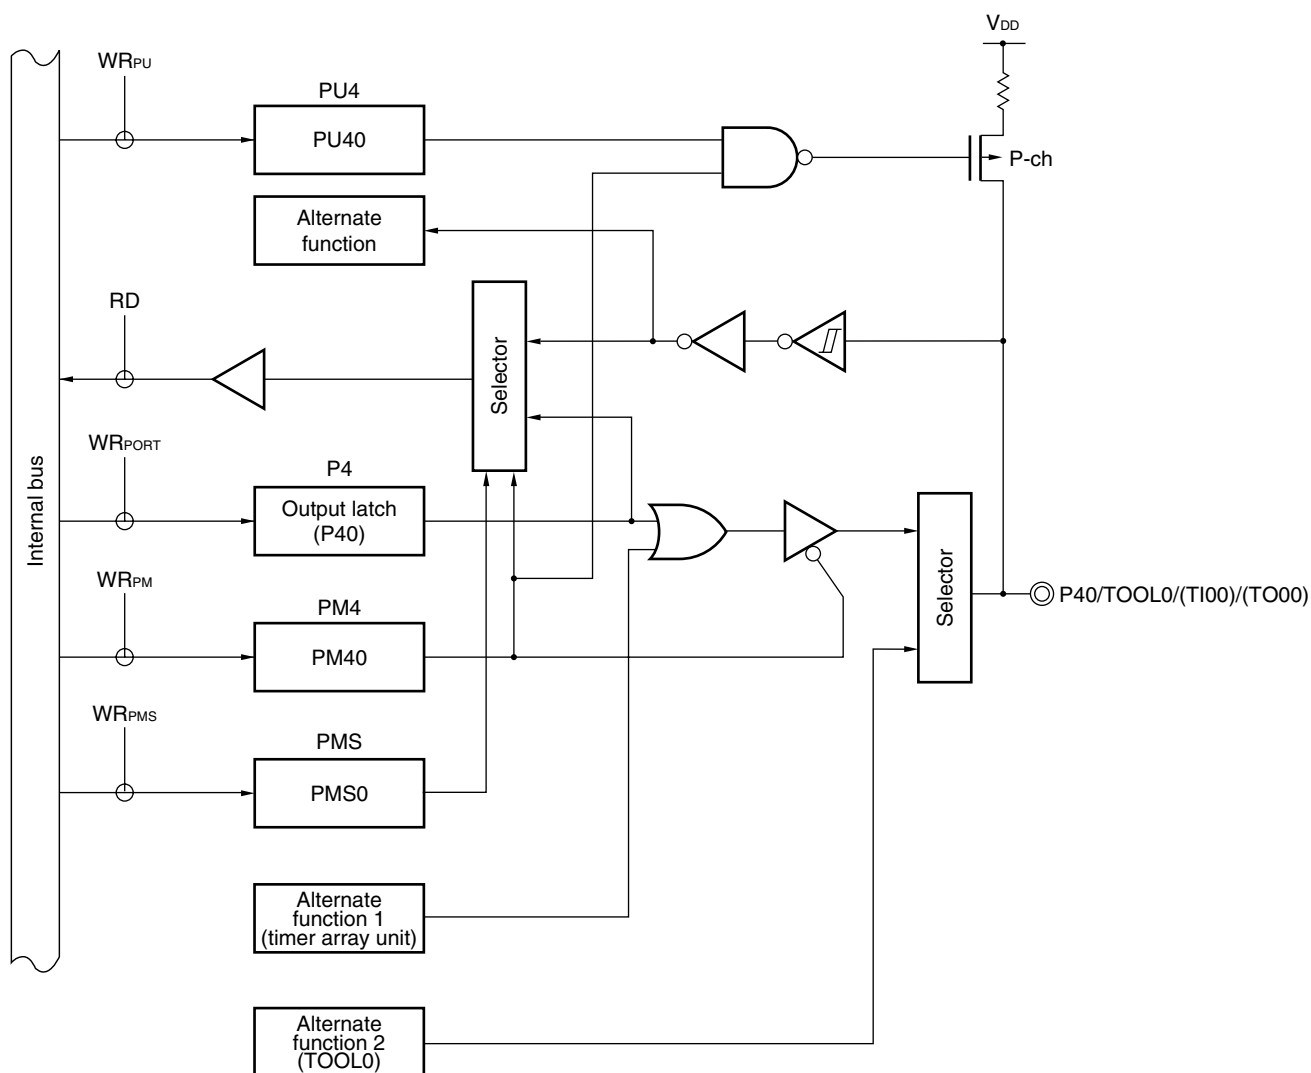 VDD
WRPU
PU4
PU40
P-ch
Alternate
function
RD
Selector
WRPORT
P4
Output latch
(P40)
Internal bus
Selector
P40/TOOL0/(TI00)/(TO00)
WRPM
PM4
PM40
WRPMS
PMS
PMS0
Alternate
function 1
(timer array unit)
Alternate
function 2
(TOOL0)